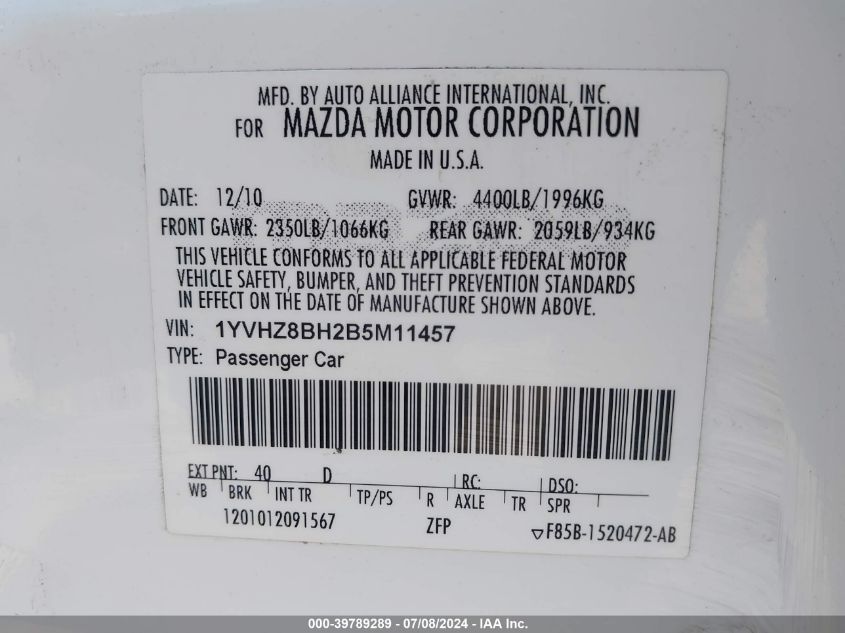 MFD. BY AUTO ALLIANCE INTERNATIONAL, INC.
FOR MAZDA MOTOR CORPORATION
MADE IN U.S.A.
DATE: 12/10 GVWR: 4400LB/1996KG
FRONT GAWR: 2350LB/1066KG REAR GAWR: 2059LB/934KG
THIS VEHICLE CONFORMS TO ALL APPLICABLE FEDERAL MOTOR
VEHICLE SAFETY, BUMPER, AND THEFT PREVENTION STANDARDS
IN EFFECT ON THE DATE OF MANUFACTURE SHOWN ABOVE.
VIN: 1YVHZ8BH2B5M11457
TYPE: Passenger Car
EXT PNT: 40 D RC: DSO:
WB BRK INT TR TP/PS R AXLE TR SPR
1201012091567 ZFP F85B-1520472-AB
000-39789289 - 07/08/2024 - IAA Inc.